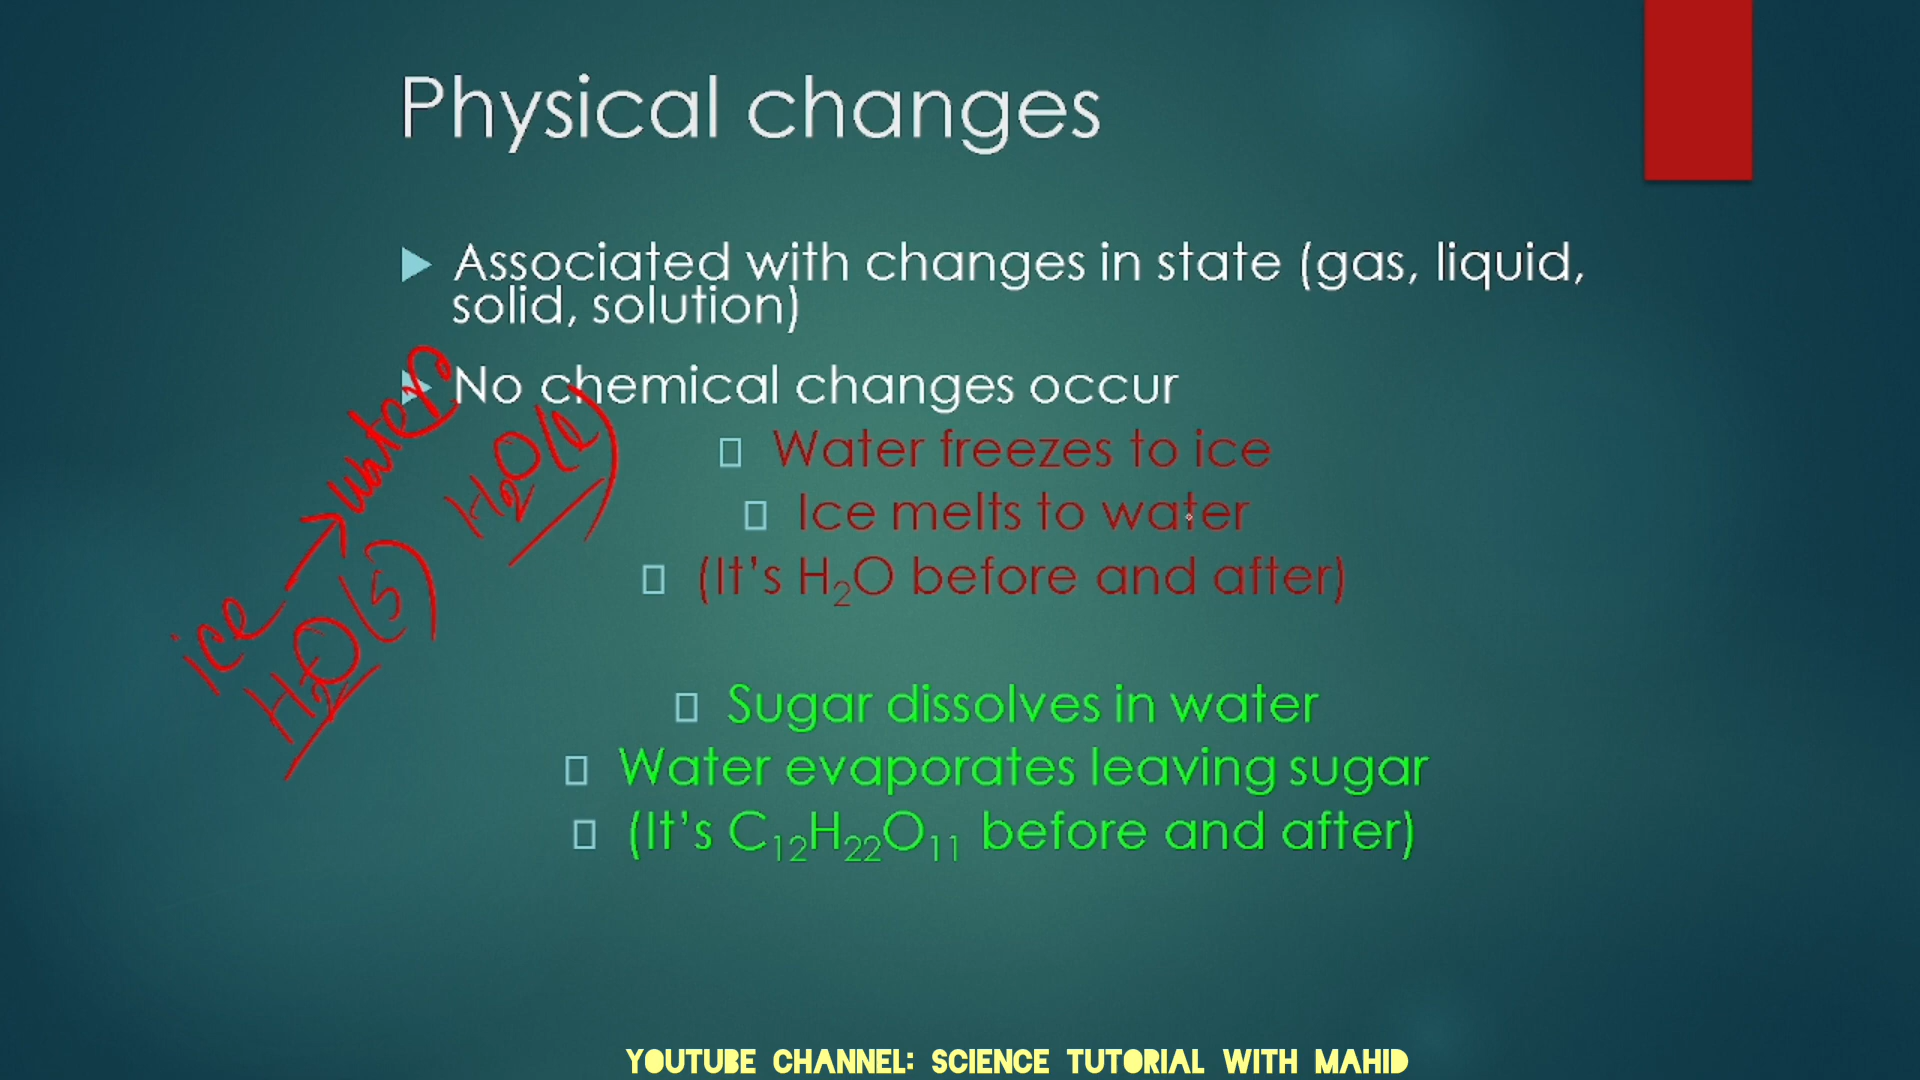 Physical changes
Associated with changes in state (gas, liquid,
solid, solution)
No chemical changes occur
Water freezes to ice
Ice melts to water
(It's H₂O before and after)
ice → water
H₂O(s)
H₂O(l)
Sugar dissolves in water
Water evaporates leaving sugar
(It's C₁₂H₂₂O₁₁ before and after)
YOUTUBE CHANNEL: SCIENCE TUTORIAL WITH MAHID